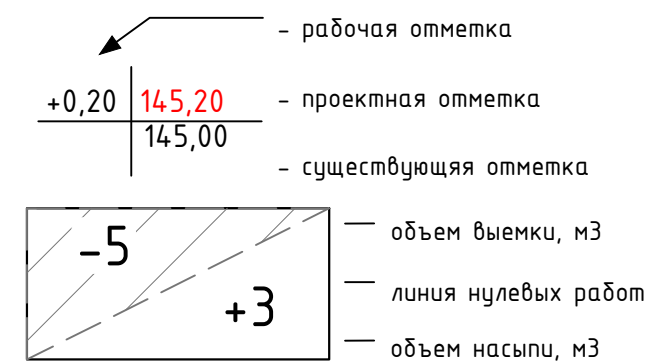 – рабочая отметка
+0,20 145,20 – проектная отметка
145,00
– существующяя отметка
-5 объем выемки, м3
линия нулевых работ
+3
объем насыпи, м3